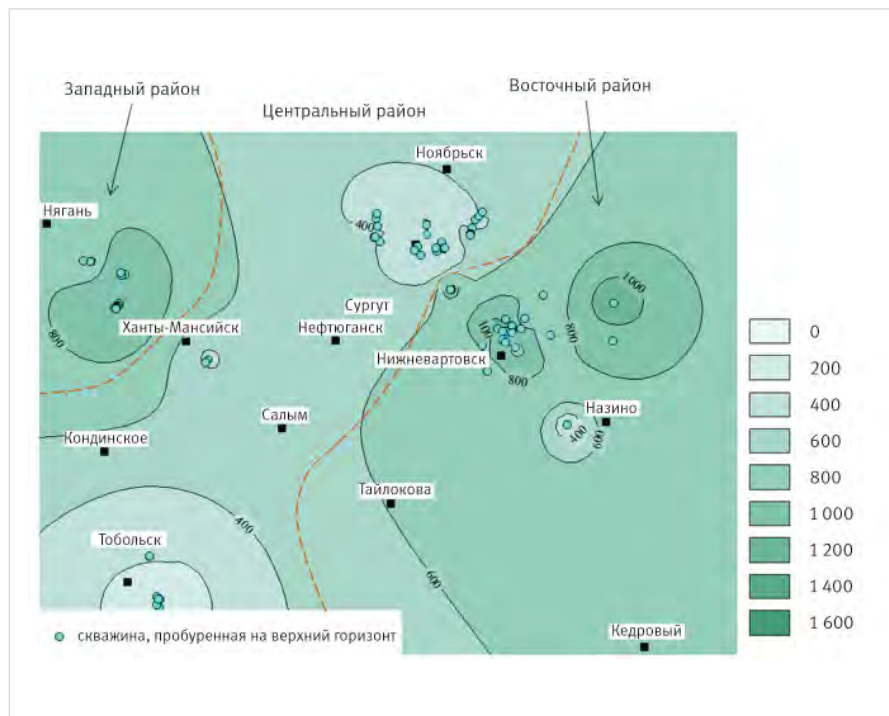 Западный район
Центральный район
Восточный район
Ноябрьск
Нягань
400
1000
800
Сургут
Ханты-Мансийск
Нефтюганск
100
800
Нижневартовск
800
Назино
400
600
Салым
Кондинское
Тайлокова
400
Тобольск
600
скважина, пробуренная на верхний горизонт
Кедровый
0
200
400
600
800
1 000
1 200
1 400
1 600